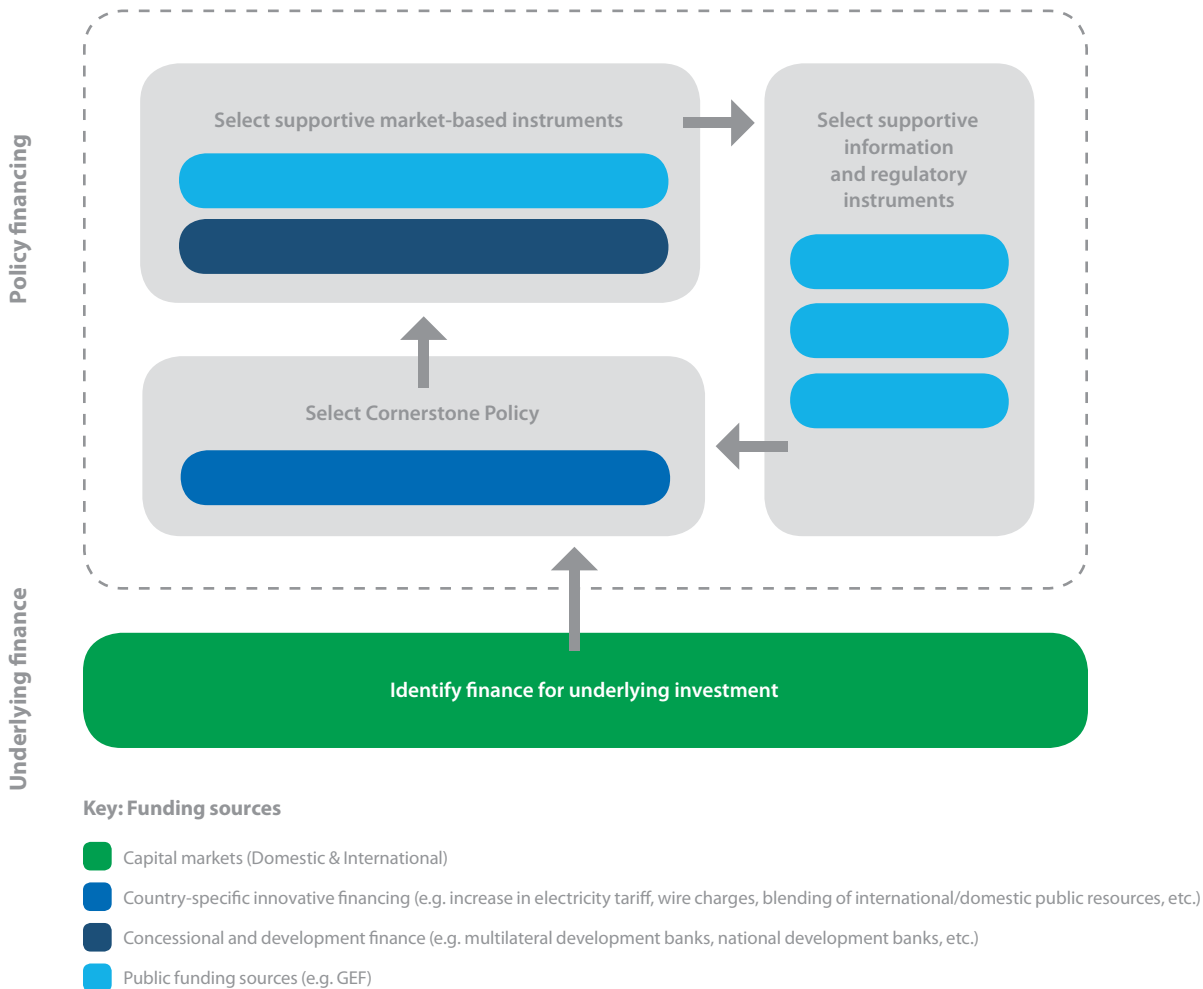 Policy financing
Select supportive market-based instruments
Select supportive
information
and regulatory
instruments
Select Cornerstone Policy
Underlying finance
Identify finance for underlying investment
Key: Funding sources
Capital markets (Domestic & International)
Country-specific innovative financing (e.g. increase in electricity tariff, wire charges, blending of international/domestic public resources, etc.)
Concessional and development finance (e.g. multilateral development banks, national development banks, etc.)
Public funding sources (e.g. GEF)